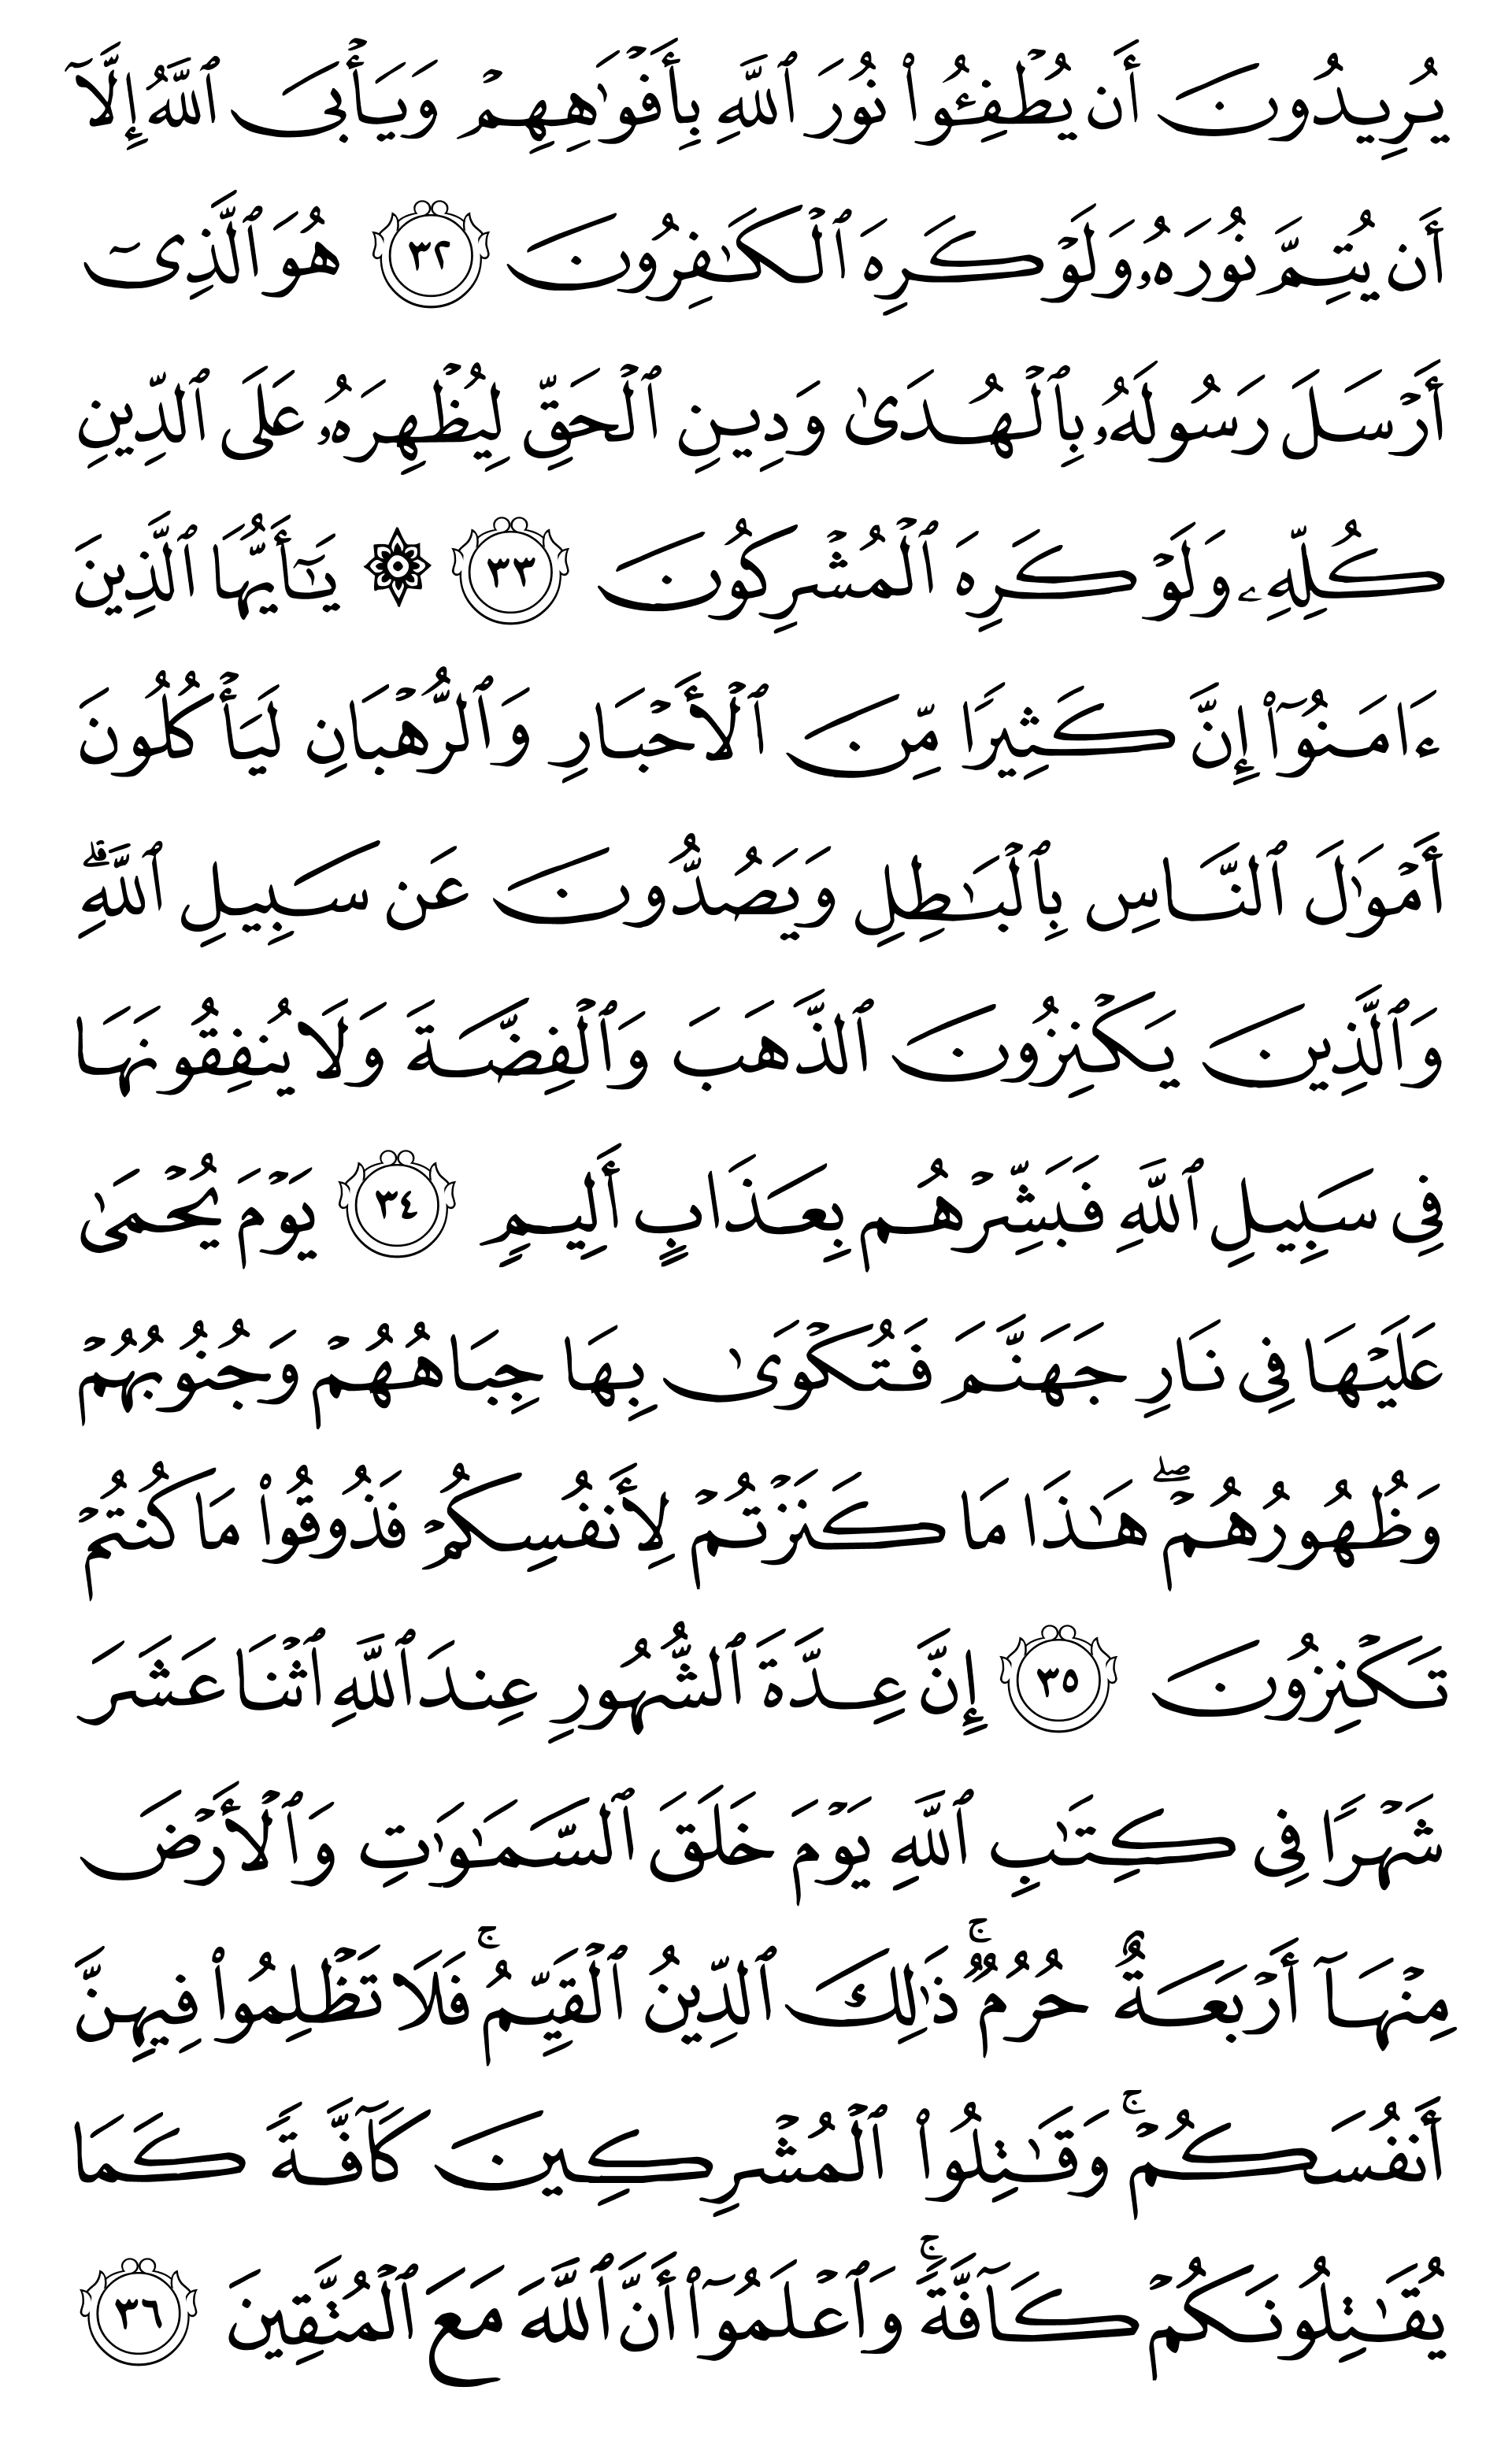 يُرِيدُونَ أَن يُطْفِـُٔوا۟ نُورَ ٱللَّهِ بِأَفْوَٰهِهِمْ وَيَأْبَى ٱللَّهُ إِلَّآ
أَن يُتِمَّ نُورَهُۥ وَلَوْ كَرِهَ ٱلْكَـٰفِرُونَ ٣٢ هُوَ ٱلَّذِىٓ
أَرْسَلَ رَسُولَهُۥ بِٱلْهُدَىٰ وَدِينِ ٱلْحَقِّ لِيُظْهِرَهُۥ عَلَى ٱلدِّينِ
كُلِّهِۦ وَلَوْ كَرِهَ ٱلْمُشْرِكُونَ ٣٣ ۞ يَـٰٓأَيُّهَا ٱلَّذِينَ
ءَامَنُوٓا۟ إِنَّ كَثِيرًا مِّنَ ٱلْأَحْبَارِ وَٱلرُّهْبَانِ لَيَأْكُلُونَ
أَمْوَٰلَ ٱلنَّاسِ بِٱلْبَـٰطِلِ وَيَصُدُّونَ عَن سَبِيلِ ٱللَّهِ ۗ
وَٱلَّذِينَ يَكْنِزُونَ ٱلذَّهَبَ وَٱلْفِضَّةَ وَلَا يُنفِقُونَهَا
فِى سَبِيلِ ٱللَّهِ فَبَشِّرْهُم بِعَذَابٍ أَلِيمٍ ٣٤ يَوْمَ يُحْمَىٰ
عَلَيْهَا فِى نَارِ جَهَنَّمَ فَتُكْوَىٰ بِهَا جِبَاهُهُمْ وَجُنُوبُهُمْ
وَظُهُورُهُمْ ۖ هَـٰذَا مَا كَنَزْتُمْ لِأَنفُسِكُمْ فَذُوقُوا۟ مَا كُنتُمْ
تَكْنِزُونَ ٣٥ إِنَّ عِدَّةَ ٱلشُّهُورِ عِندَ ٱللَّهِ ٱثْنَا عَشَرَ
شَهْرًا فِى كِتَـٰبِ ٱللَّهِ يَوْمَ خَلَقَ ٱلسَّمَـٰوَٰتِ وَٱلْأَرْضَ
مِنْهَآ أَرْبَعَةٌ حُرُمٌ ۚ ذَٰلِكَ ٱلدِّينُ ٱلْقَيِّمُ ۚ فَلَا تَظْلِمُوا۟ فِيهِنَّ
أَنفُسَكُمْ ۚ وَقَـٰتِلُوا۟ ٱلْمُشْرِكِينَ كَآفَّةً كَمَا
يُقَـٰتِلُونَكُمْ كَآفَّةً ۚ وَٱعْلَمُوٓا۟ أَنَّ ٱللَّهَ مَعَ ٱلْمُتَّقِينَ ٣٦